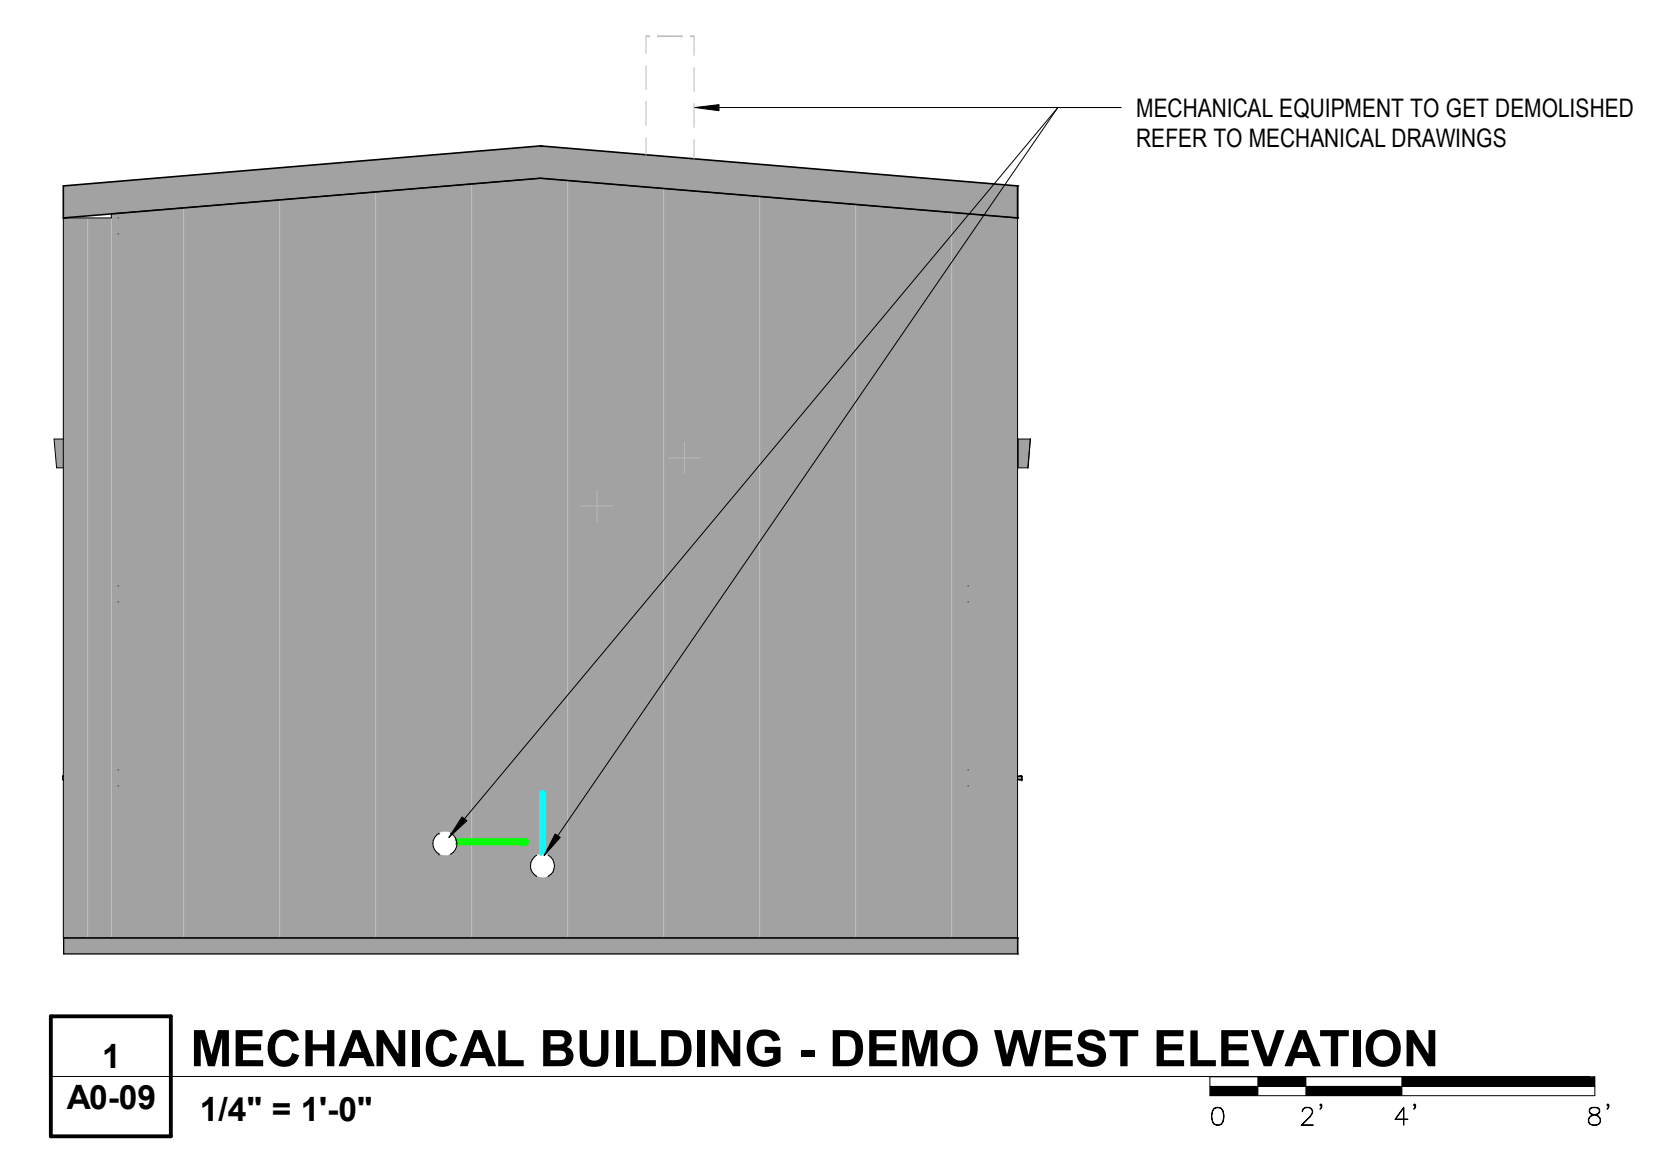 MECHANICAL EQUIPMENT TO GET DEMOLISHED
REFER TO MECHANICAL DRAWINGS
1
MECHANICAL BUILDING - DEMO WEST ELEVATION
A0-09
1/4" = 1'-0"
0 2' 4' 8'